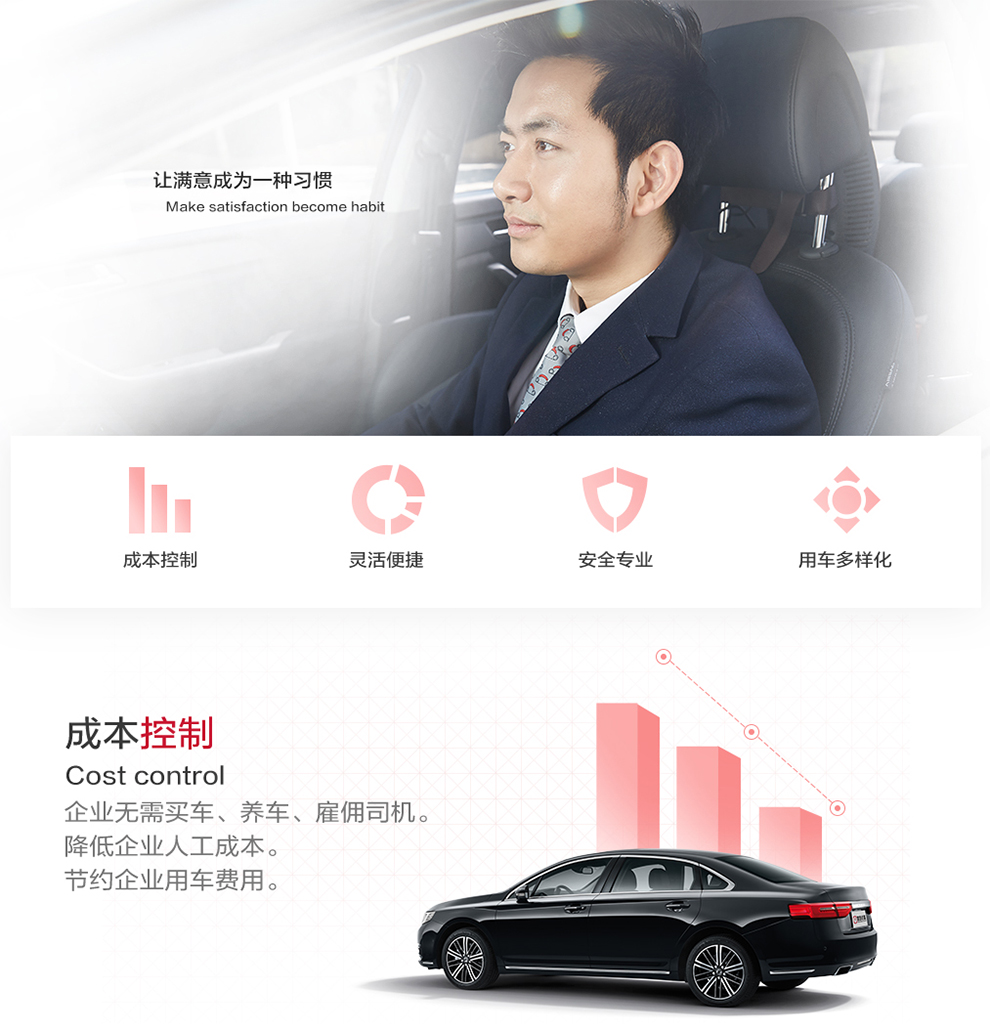 让满意成为一种习惯
Make satisfaction become habit
成本控制
灵活便捷
安全专业
用车多样化
成本控制
Cost control
企业无需买车、养车、雇佣司机。
降低企业人工成本。
节约企业用车费用。